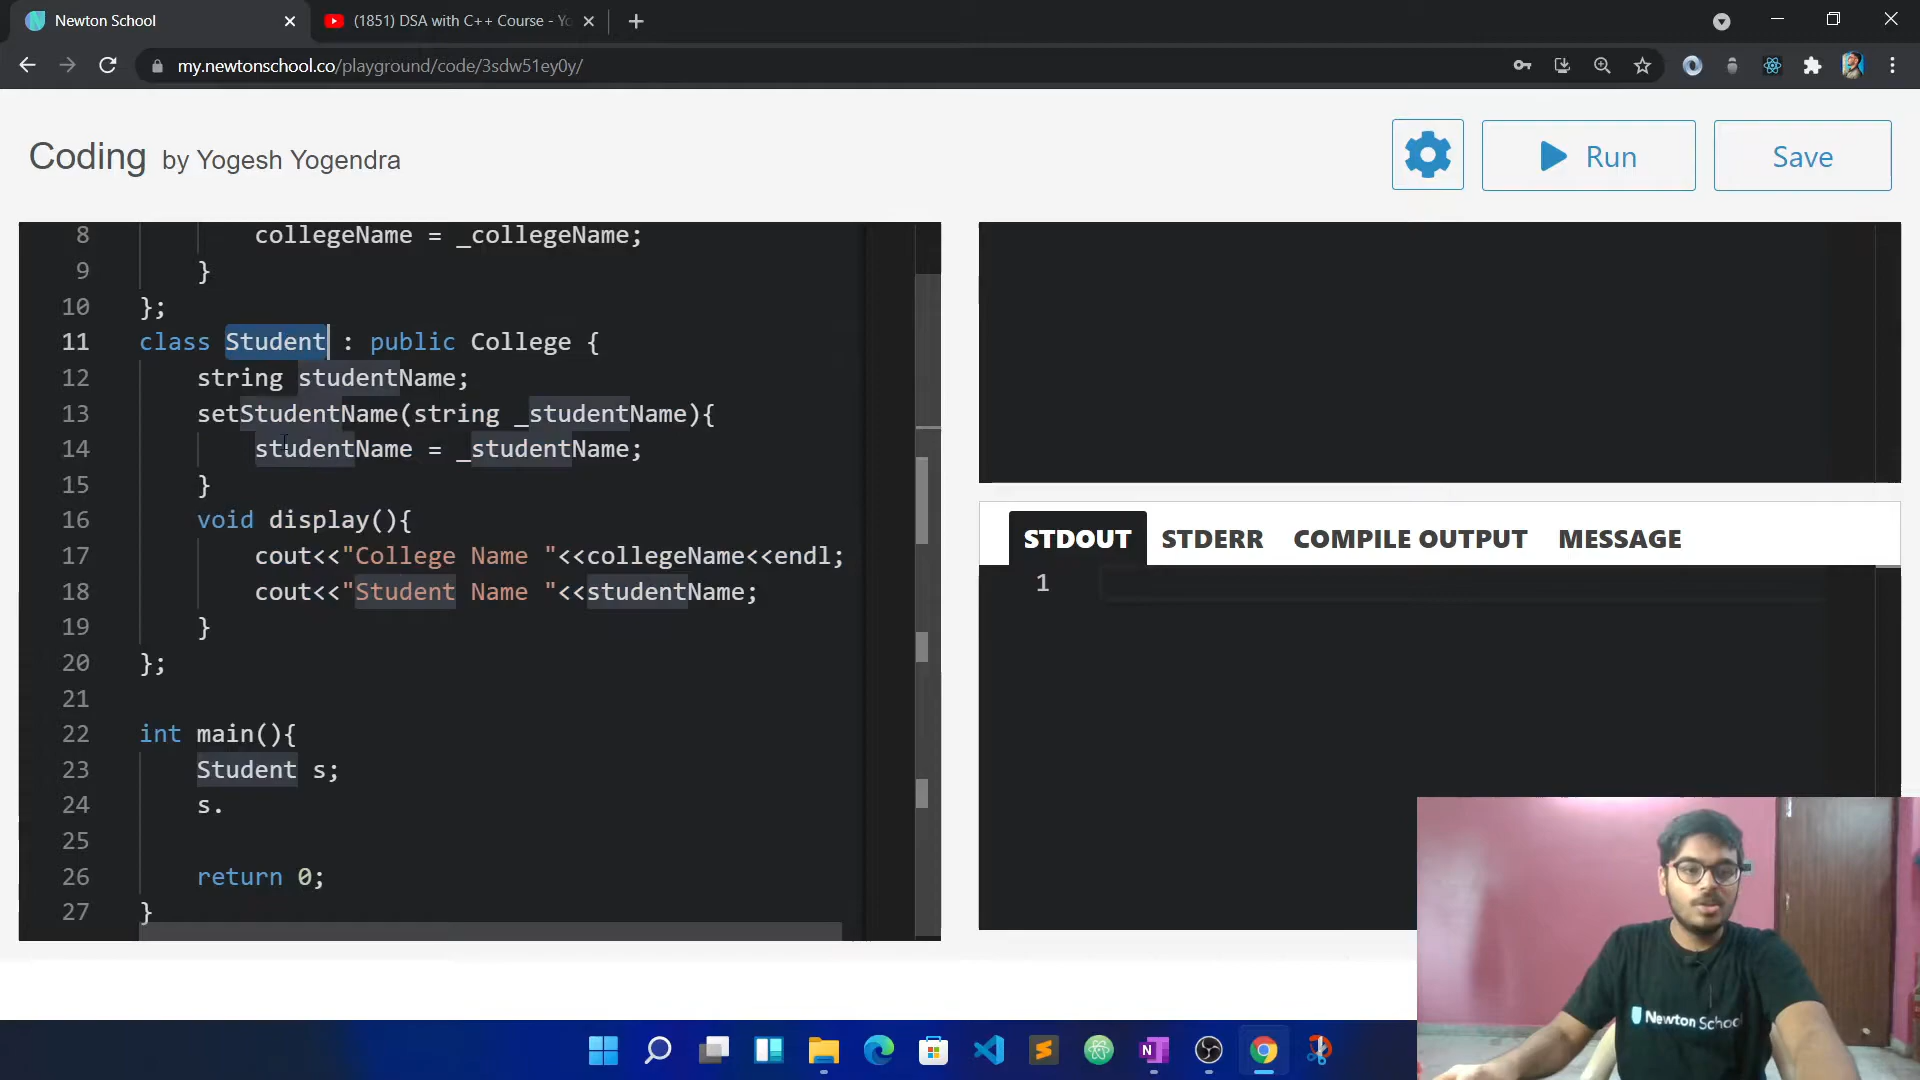 Newton School
(1851) DSA with C++ Course - Yo
my.newtonschool.co/playground/code/3sdw51ey0y/
Coding by Yogesh Yogendra
Run
Save
8 collegeName = _collegeName;
9 }
10 };
11 class Student : public College {
12 string studentName;
13 setStudentName(string _studentName){
14 studentName = _studentName;
15 }
16 void display(){
17 cout<<"College Name "<<collegeName<<endl;
18 cout<<"Student Name "<<studentName;
19 }
20 };
21
22 int main(){
23 Student s;
24 s.
25
26 return 0;
27 }
STDOUT STDERR COMPILE OUTPUT MESSAGE
1
Newton School